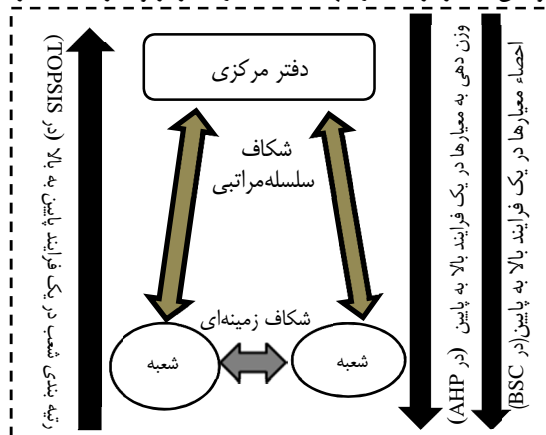 دفتر مرکزی
شکاف
سلسله‌مراتبی
شکاف زمینه‌ای
شعبه
شعبه
احصاء معیارها در یک فرایند بالا به پایین(در BSC)
وزن دهی به معیارها در یک فرایند بالا به پایین (در AHP)
رتبه بندی شعب در یک فرایند پایین به بالا (در TOPSIS)